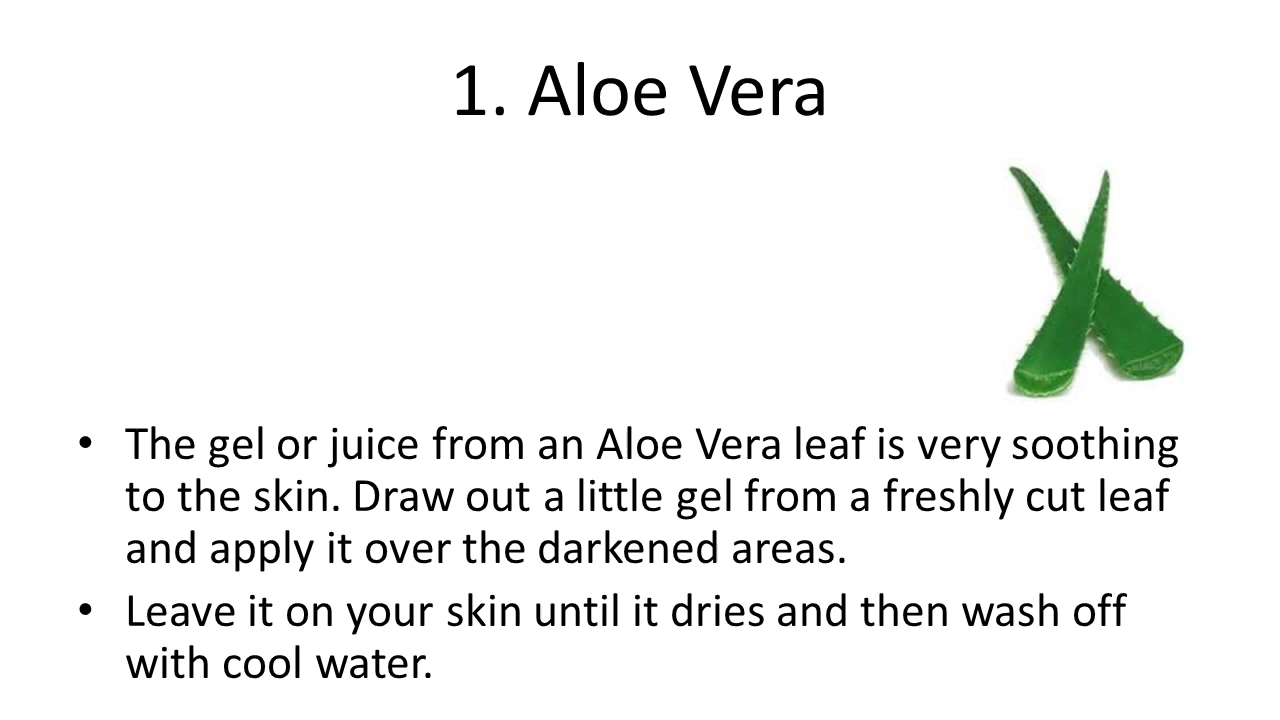 1. Aloe Vera
• The gel or juice from an Aloe Vera leaf is very soothing
to the skin. Draw out a little gel from a freshly cut leaf
and apply it over the darkened areas.
• Leave it on your skin until it dries and then wash off
with cool water.